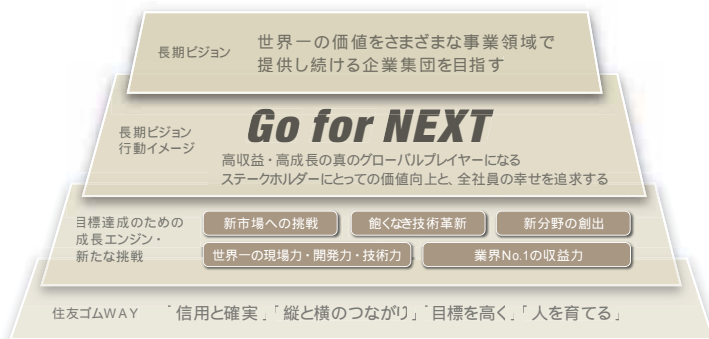 長期ビジョン
世界一の価値をさまざまな事業領域で
提供し続ける企業集団を目指す
長期ビジョン
行動イメージ
Go for NEXT
高収益・高成長の真のグローバルプレイヤーになる
ステークホルダーにとっての価値向上と、全社員の幸せを追求する
目標達成のための
成長エンジン・
新たな挑戦
新市場への挑戦
飽くなき技術革新
新分野の創出
世界一の現場力・開発力・技術力
業界No.1の収益力
住友ゴムWAY
「信用と確実」「縦と横のつながり」「目標を高く」「人を育てる」